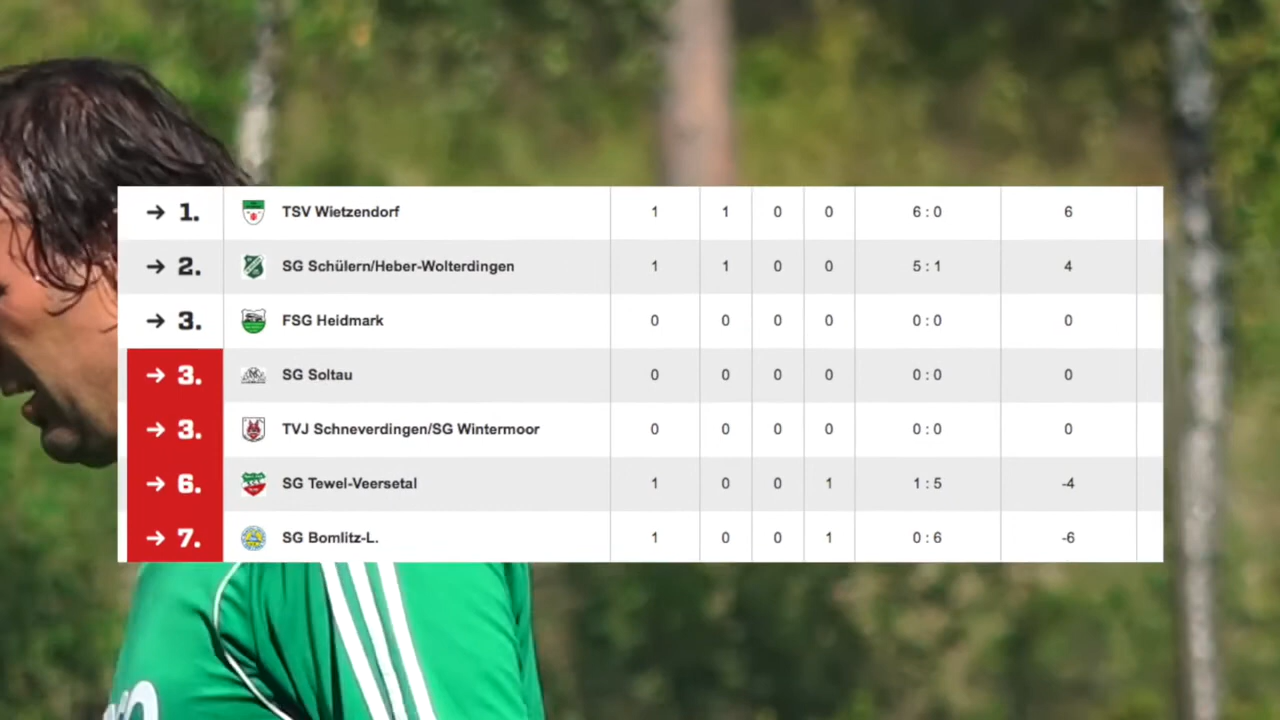 → 1. TSV Wietzendorf 1 1 0 0 6 : 0 6
→ 2. SG Schülern/Heber-Wolterdingen 1 1 0 0 5 : 1 4
→ 3. FSG Heidmark 0 0 0 0 0 : 0 0
→ 3. SG Soltau 0 0 0 0 0 : 0 0
→ 3. TVJ Schneverdingen/SG Wintermoor 0 0 0 0 0 : 0 0
→ 6. SG Tewel-Veersetal 1 0 0 1 1 : 5 -4
→ 7. SG Bomlitz-L. 1 0 0 1 0 : 6 -6